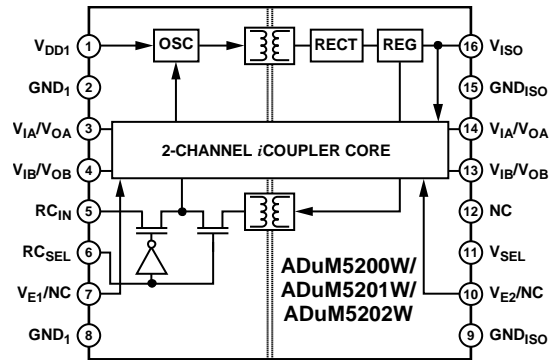 VDD1 1 OSC RECT REG 16 VISO
GND1 2 15 GNDISO
VIA/VOA 3 14 VIA/VOA
2-CHANNEL iCOUPLER CORE
VIB/VOB 4 13 VIB/VOB
RCIN 5 12 NC
RCSEL 6 11 VSEL
ADuM5200W/
ADuM5201W/
ADuM5202W
VE1/NC 7 10 VE2/NC
GND1 8 9 GNDISO